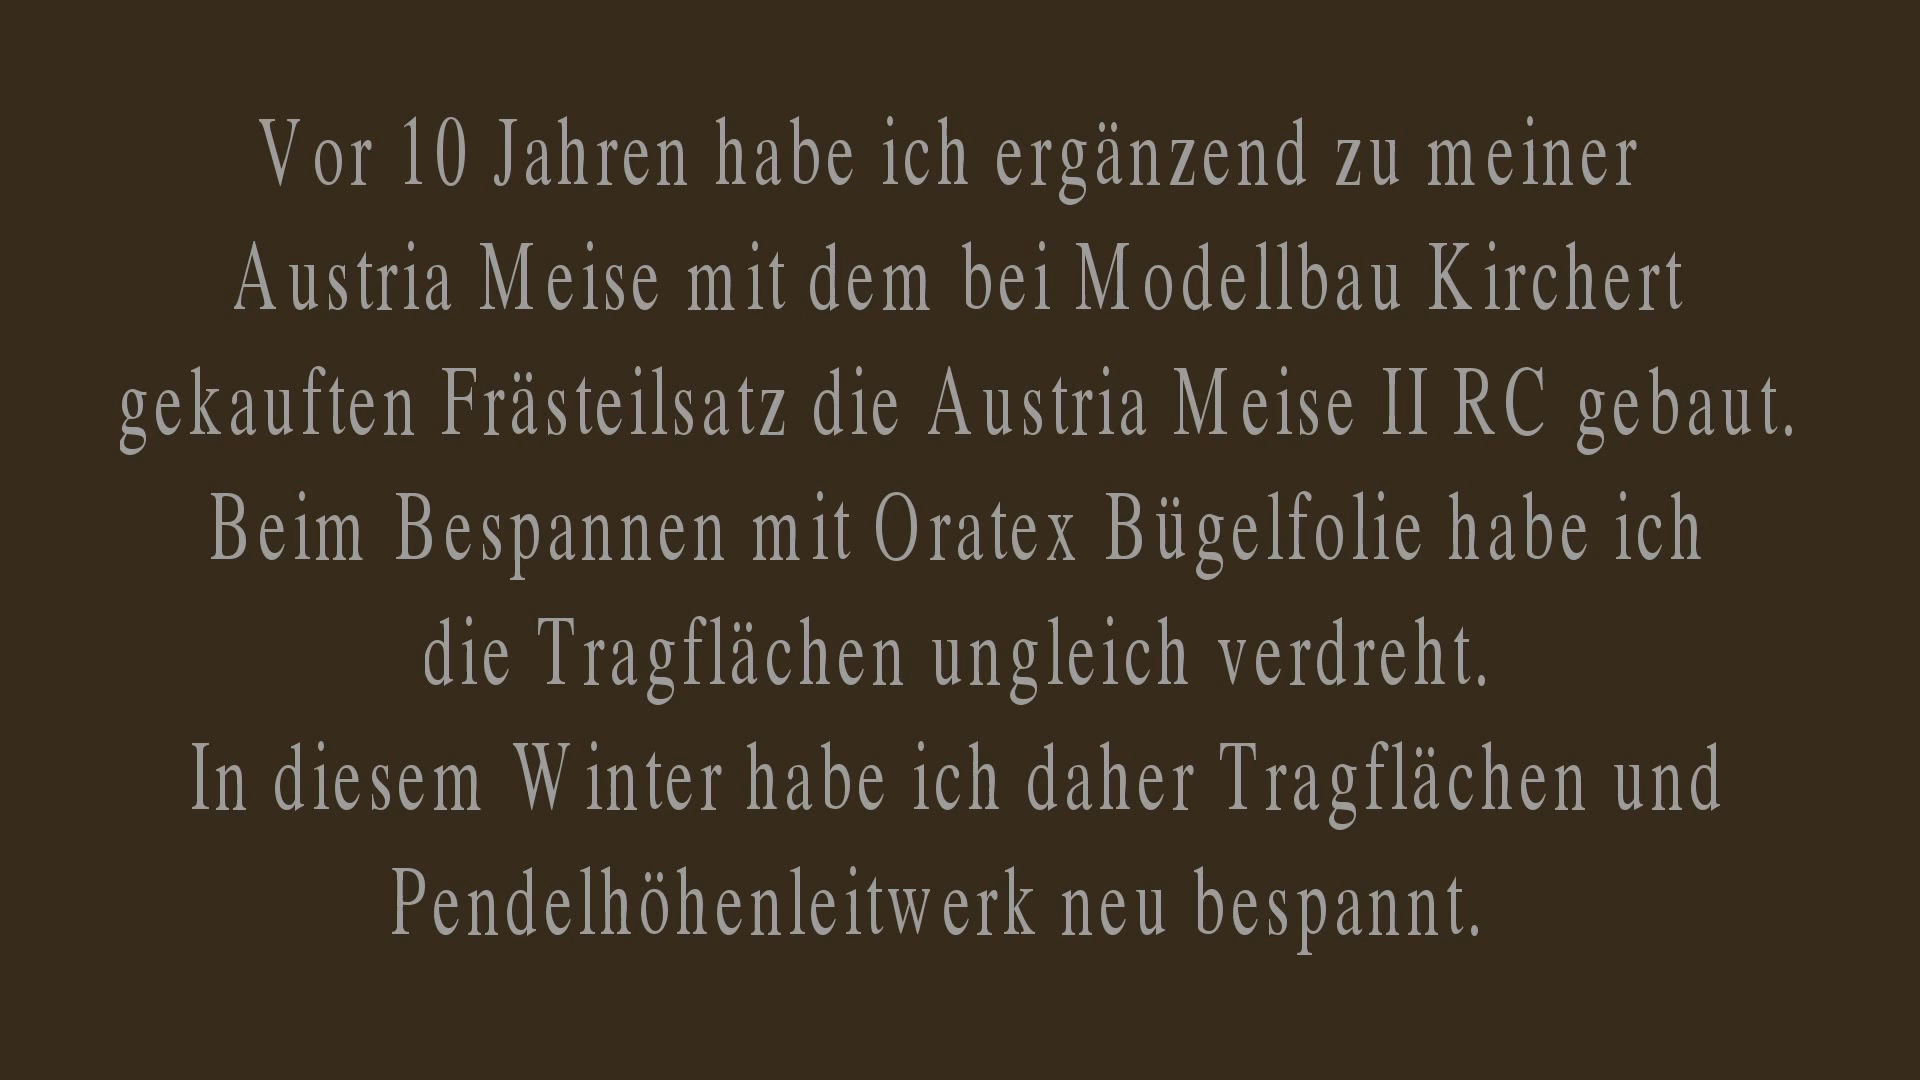 Vor 10 Jahren habe ich ergänzend zu meiner
Austria Meise mit dem bei Modellbau Kirchert
gekauften Frästeilsatz die Austria Meise II RC gebaut.
Beim Bespannen mit Oratex Bügelfolie habe ich
die Tragflächen ungleich verdreht.
In diesem Winter habe ich daher Tragflächen und
Pendelhöhenleitwerk neu bespannt.